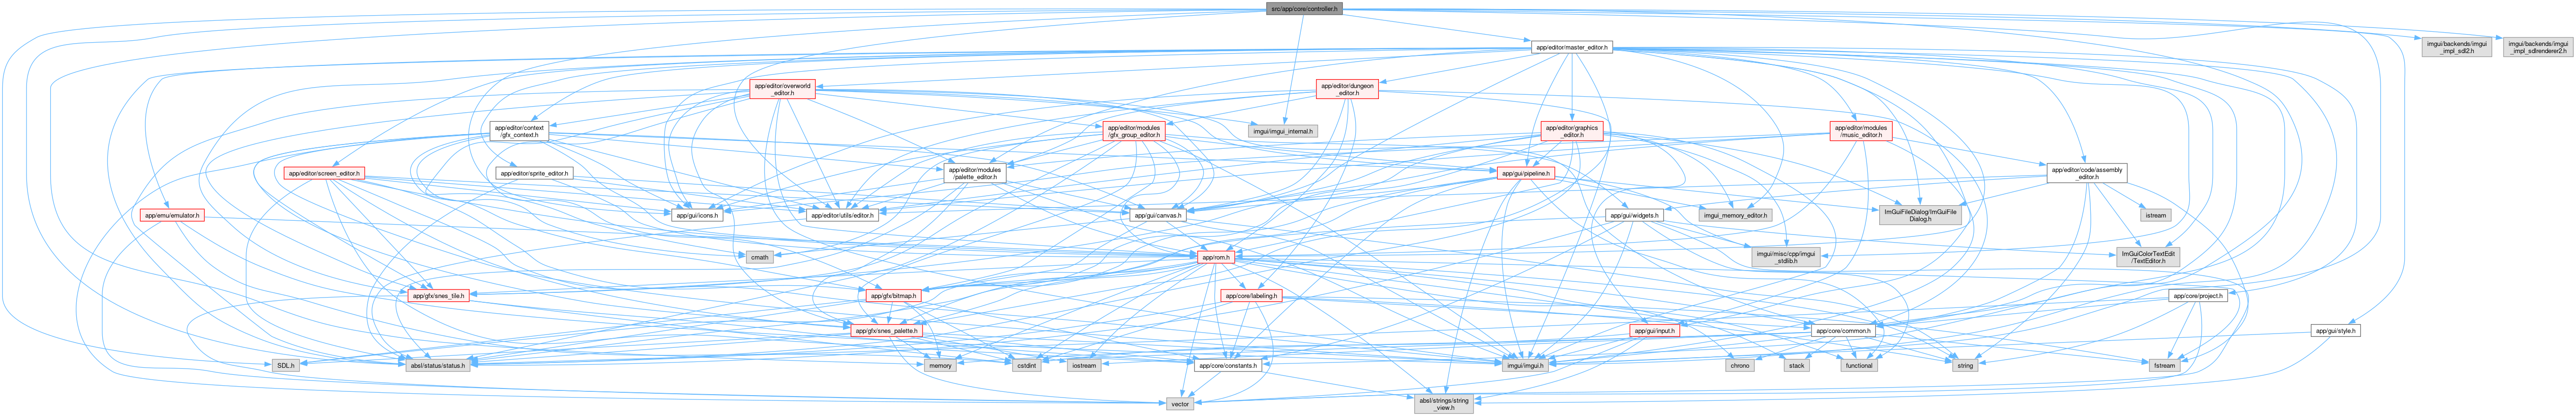 src/app/core/controller.h
app/editor/master_editor.h
imgui/backends/imgui
_impl_sdl2.h
imgui/backends/imgui
_impl_sdlrenderer2.h
app/editor/overworld
_editor.h
app/editor/dungeon
_editor.h
app/editor/context
/gfx_context.h
app/editor/modules
/gfx_group_editor.h
imgui/imgui_internal.h
app/editor/graphics
_editor.h
app/editor/modules
/music_editor.h
app/editor/screen_editor.h
app/editor/sprite_editor.h
app/editor/modules
/palette_editor.h
app/gui/pipeline.h
app/editor/code/assembly
_editor.h
app/emu/emulator.h
app/gui/icons.h
app/editor/utils/editor.h
app/gui/canvas.h
app/gui/widgets.h
imgui_memory_editor.h
ImGuiFileDialog/ImGuiFile
Dialog.h
istream
cmath
app/rom.h
imgui/misc/cpp/imgui
_stdlib.h
ImGuiColorTextEdit
/TextEditor.h
app/gfx/snes_tile.h
app/gfx/bitmap.h
app/core/labeling.h
app/core/project.h
app/gfx/snes_palette.h
app/gui/input.h
app/core/common.h
app/gui/style.h
SDL.h
absl/status/status.h
memory
cstdint
iostream
app/core/constants.h
imgui/imgui.h
chrono
stack
functional
string
fstream
vector
absl/strings/string
_view.h